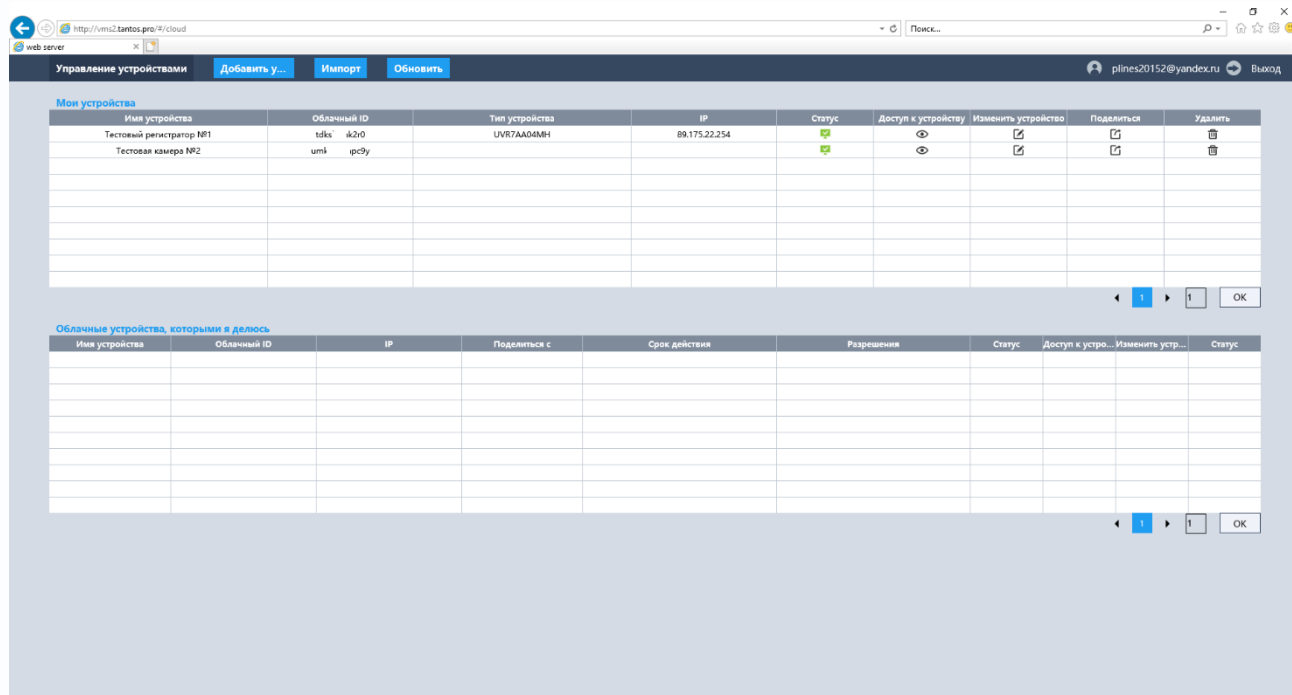 http://vms2.tantos.pro/#/cloud
Поиск...
web server
Управление устройствами Добавить у... Импорт Обновить plines20152@yandex.ru Выход
Мои устройства
Имя устройства Облачный ID Тип устройства IP Статус Доступ к устройству Изменить устройство Поделиться Удалить
Тестовый регистратор №1 tdks k2r0 UVR7AA04MH 89.175.22.254
Тестовая камера №2 pc9y
1 1 OK
Облачные устройства, которыми я делюсь
Имя устройства Облачный ID IP Поделиться с Срок действия Разрешения Статус Доступ к устро... Изменить устр... Статус
1 1 OK